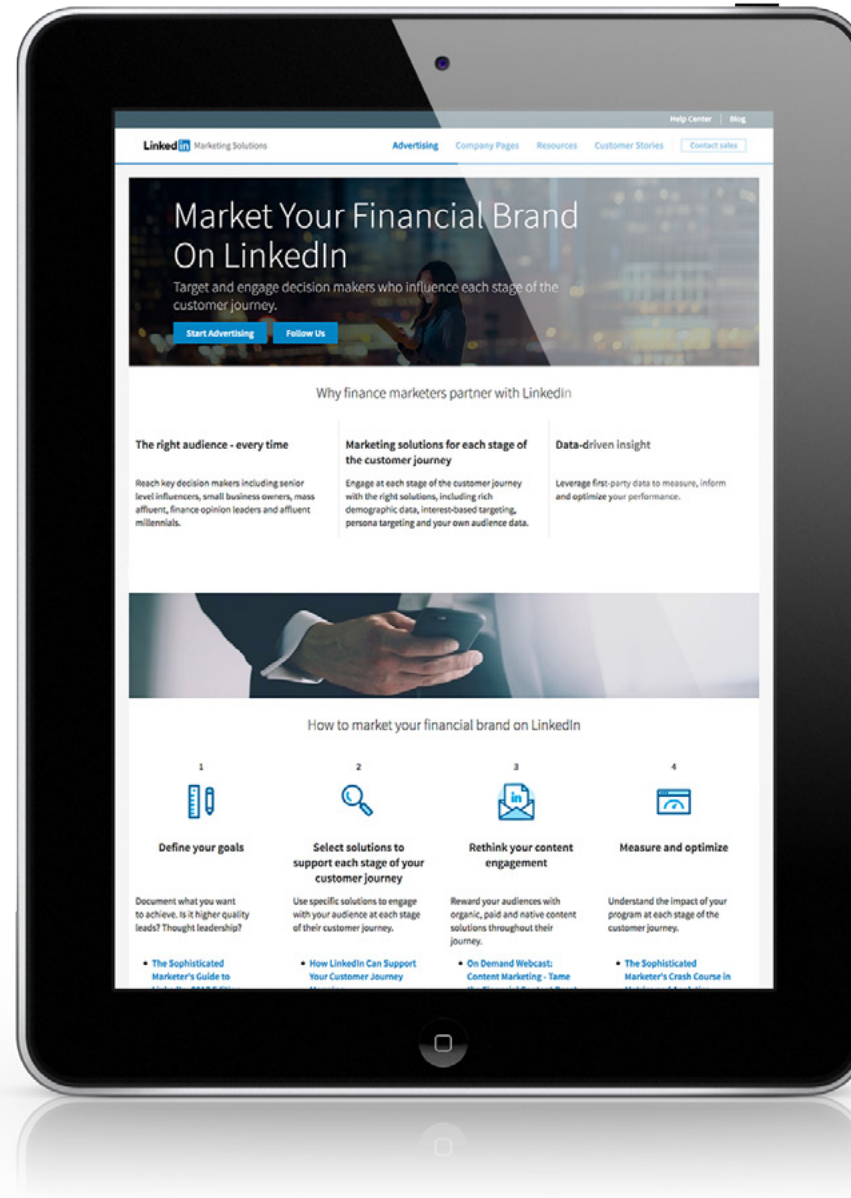 Help Center | Blog
Linked in Marketing Solutions
Advertising Company Pages Resources Customer Stories Contact sales
Market Your Financial Brand
On LinkedIn
Target and engage decision makers who influence each stage of the
customer journey.
Start Advertising Follow Us
Why finance marketers partner with LinkedIn
The right audience - every time
Reach key decision makers including senior
level influencers, small business owners, mass
affluent, finance opinion leaders and affluent
millennials.
Marketing solutions for each stage of
the customer journey
Engage at each stage of the customer journey
with the right solutions, including rich
demographic data, interest-based targeting,
persona targeting and your own audience data.
Data-driven insight
Leverage first-party data to measure, inform
and optimize your performance.
How to market your financial brand on LinkedIn
1
Define your goals
Document what you want
to achieve. Is it higher quality
leads? Thought leadership?
• The Sophisticated
Marketer's Guide to
2
Select solutions to
support each stage of your
customer journey
Use specific solutions to engage
with your audience at each stage
of their customer journey.
• How LinkedIn Can Support
Your Customer Journey
3
in
Rethink your content
engagement
Reward your audiences with
organic, paid and native content
solutions throughout their
journey.
• On Demand Webcast:
Content Marketing - Tame
4
Measure and optimize
Understand the impact of your
program at each stage of the
customer journey.
• The Sophisticated
Marketer's Crash Course in